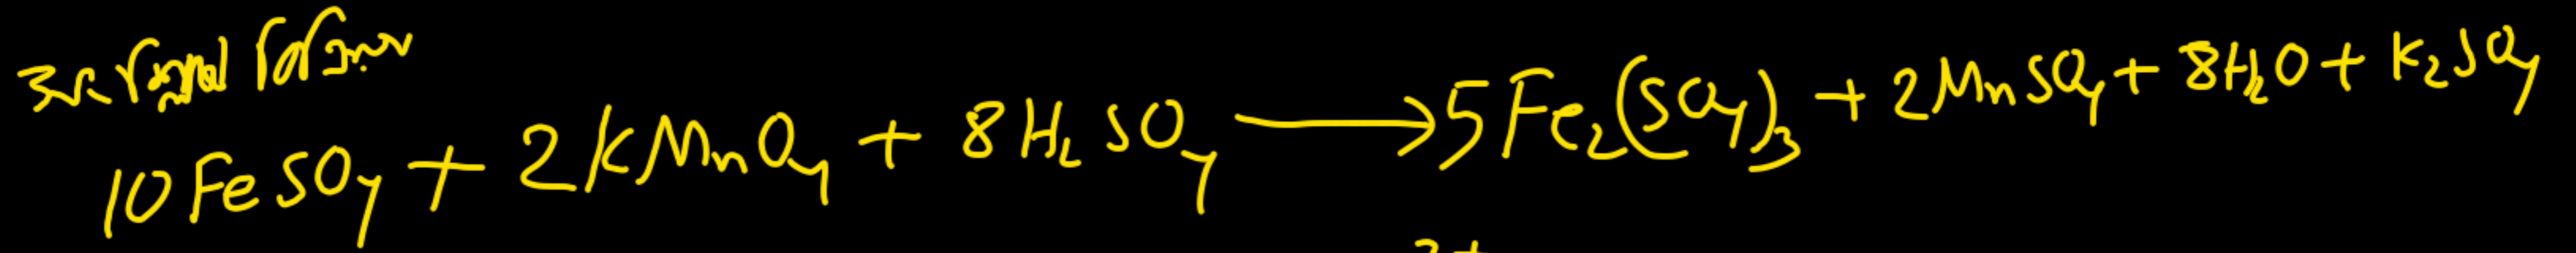 10FeSO₄ + 2KMnO₄ + 8H₂SO₄ ⟶ 5Fe₂(SO₄)₃ + 2MnSO₄ + 8H₂O + K₂SO₄